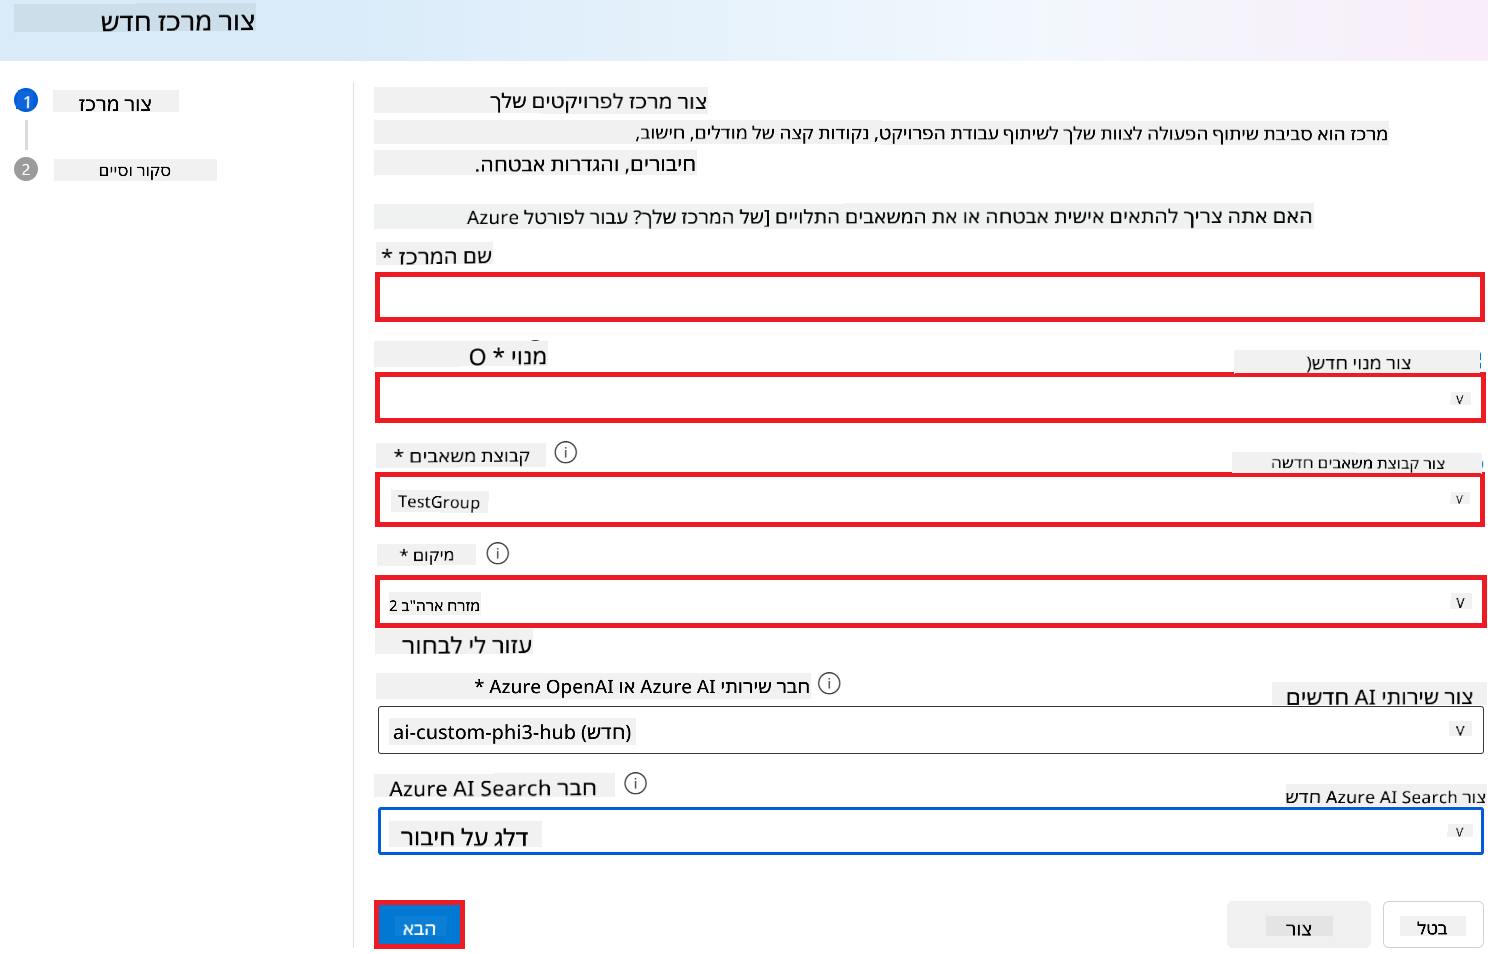 צור מרכז חדש
1
צור מרכז
2
סקור וסיים
צור מרכז לפרויקטים שלך
מרכז הוא סביבת שיתוף הפעולה לצוות שלך לשיתוף עבודת הפרויקט, נקודות קצה של מודלים, חישוב,
חיבורים, והגדרות אבטחה.
האם אתה צריך להתאים אישית אבטחה או את המשאבים התלויים [של המרכז שלך? עבור לפורטל Azure
שם המרכז *
מנוי * O
צור מנוי חדש(
v
קבוצת משאבים *
צור קבוצת משאבים חדשה
TestGroup
v
מיקום *
מזרח ארה"ב 2
v
עזור לי לבחור
חבר שירותי Azure AI או Azure OpenAI *
צור שירותי AI חדשים
ai-custom-phi3-hub (חדש)
v
חבר Azure AI Search
צור Azure AI Search חדש
דלג על חיבור
v
הבא
צור
בטל